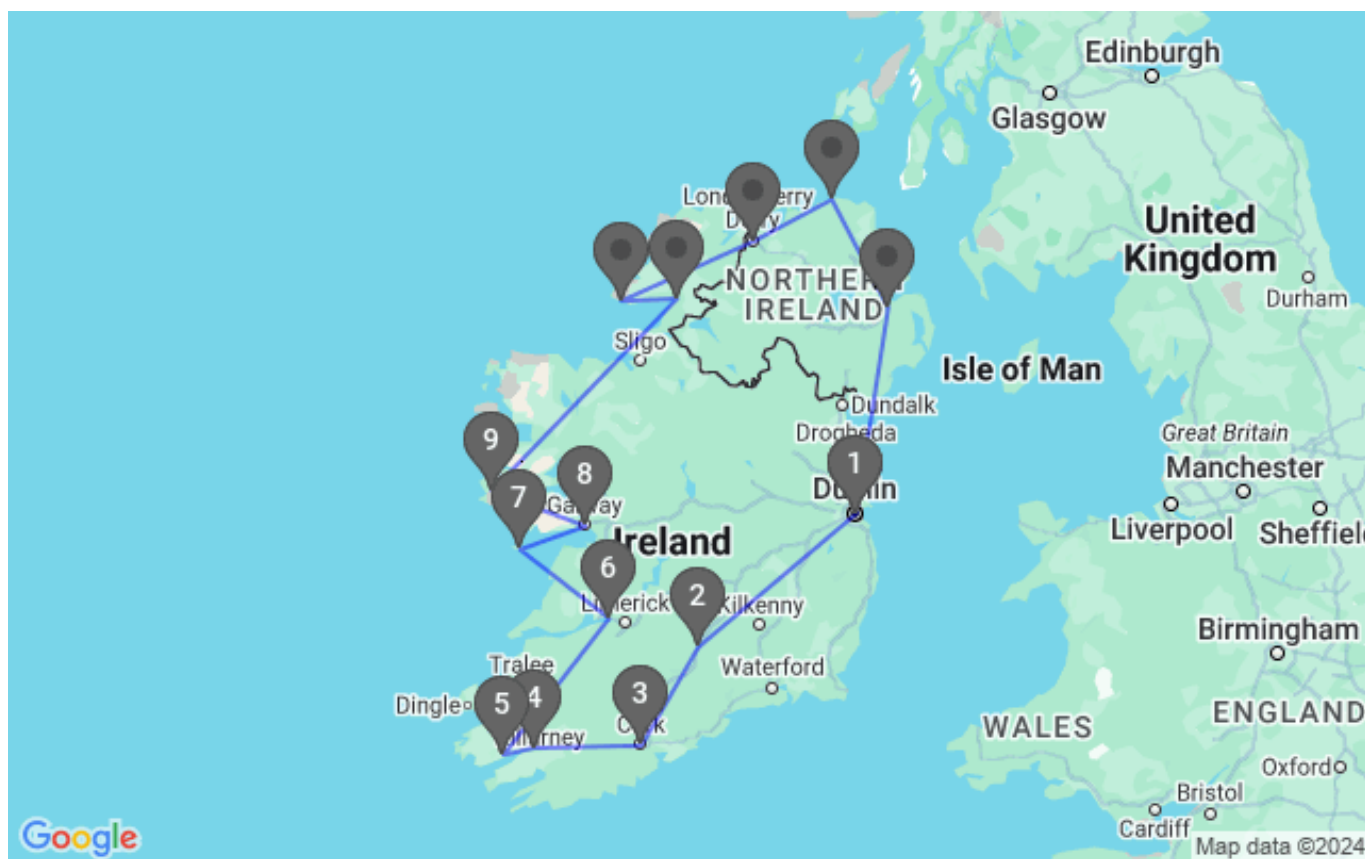 Edinburgh
Glasgow
Derry
United
Kingdom
NORTHERN
IRELAND
Durham
Sligo
Isle of Man
Dundalk
Drogheda
Great Britain
9
1
8
7
Dublin
Manchester
Galway
Liverpool
Sheffiel
Ireland
6
2
Limerick
Kilkenny
Birmingham
Tralee
Waterford
3
Dingle
5
4
Cork
Killarney
WALES
ENGLAND
Oxford
Bristol
Cardiff
Google
Map data ©2024